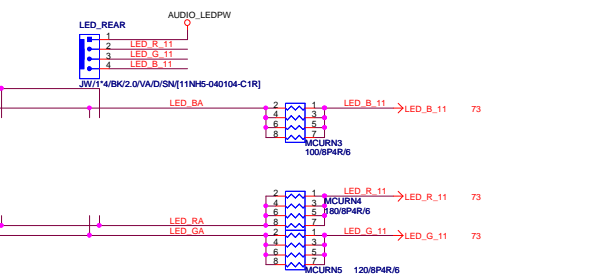 AUDIO_LEDPW
LED_REAR
1
2 LED_R_11
3 LED_G_11
4 LED_B_11
JW/1*4/BK/2.0/VA/D/SN/[11NH5-040104-C1R]
LED_BA 2 1 LED_B_11 LED_B_11 73
4 3
6 5
8 7
MCURN3
100/8P4R/6
2 1 LED_R_11 LED_R_11 73
4 3 MCURN4
6 5 180/8P4R/6
LED_RA 8 7
LED_GA 2 1 LED_G_11 LED_G_11 73
4 3
6 5
8 7
MCURN5 120/8P4R/6